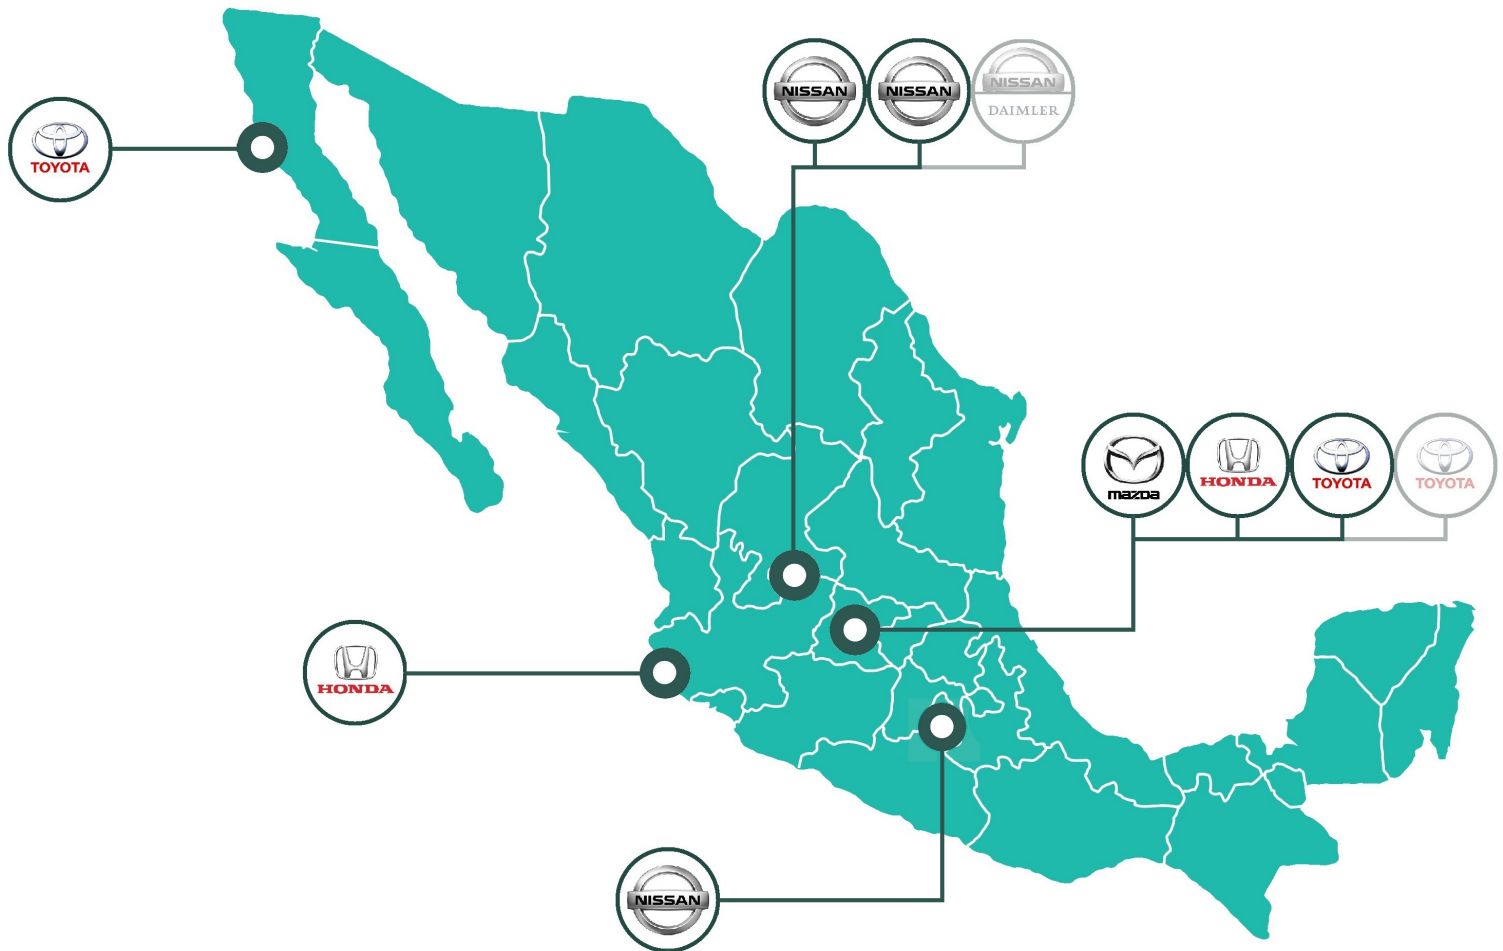 NISSAN
NISSAN
NISSAN
DAIMLER
TOYOTA
mazda
HONDA
TOYOTA
TOYOTA
HONDA
NISSAN